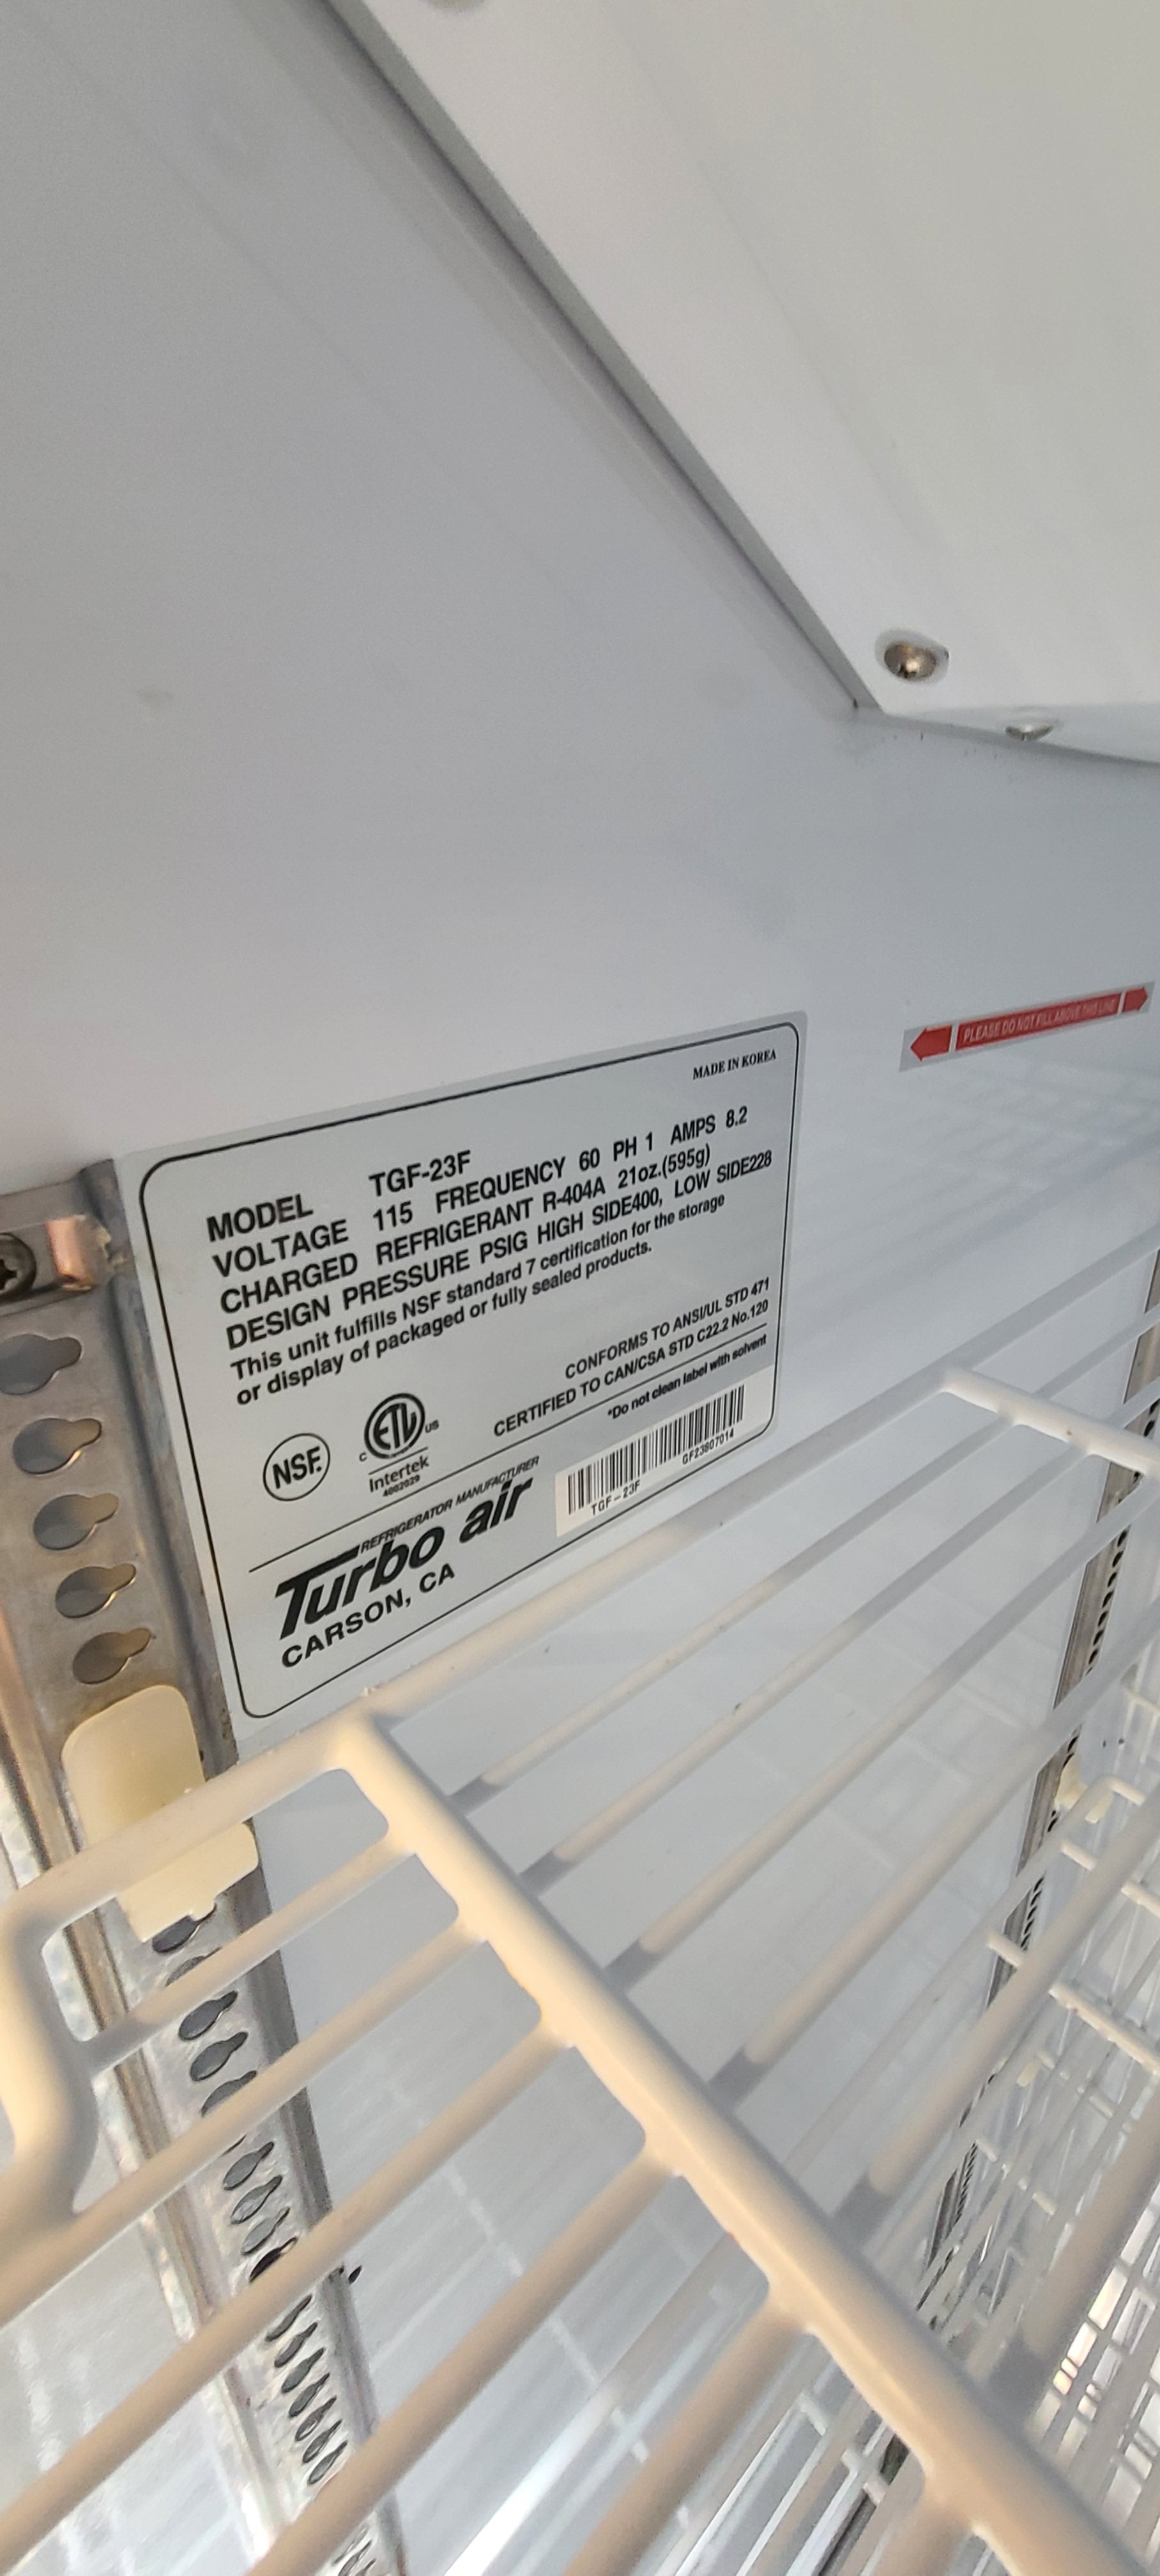 PLEASE DO NOT FILL ABOVE THIS LINE
MADE IN KOREA
MODEL TGF-23F
VOLTAGE 115 FREQUENCY 60 PH 1 AMPS 8.2
CHARGED REFRIGERANT R-404A 21oz.(595g)
DESIGN PRESSURE PSIG HIGH SIDE400, LOW SIDE228
This unit fulfills NSF standard 7 certification for the storage
or display of packaged or fully sealed products.
CONFORMS TO ANSI/UL STD 471
CERTIFIED TO CAN/CSA STD C22.2 No.120
*Do not clean label with solvent
NSF.
C ETL US
Intertek
4002029
REFRIGERATOR MANUFACTURER
Turbo air
CARSON, CA
TGF-23F GF23807014